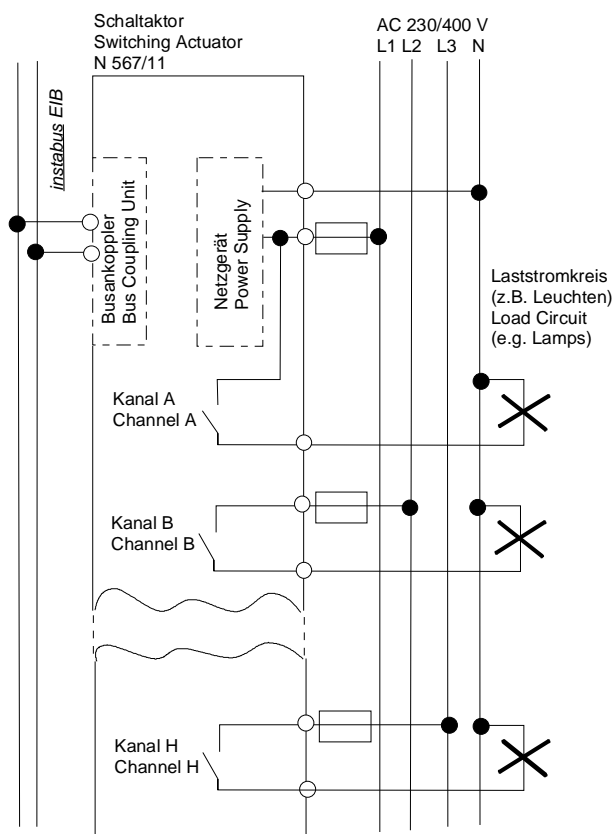 Schaltaktor
Switching Actuator
N 567/11
AC 230/400 V
L1 L2 L3 N
instabus EIB
Busankoppler
Bus Coupling Unit
Netzgerät
Power Supply
Laststromkreis
(z.B. Leuchten)
Load Circuit
(e.g. Lamps)
Kanal A
Channel A
Kanal B
Channel B
Kanal H
Channel H